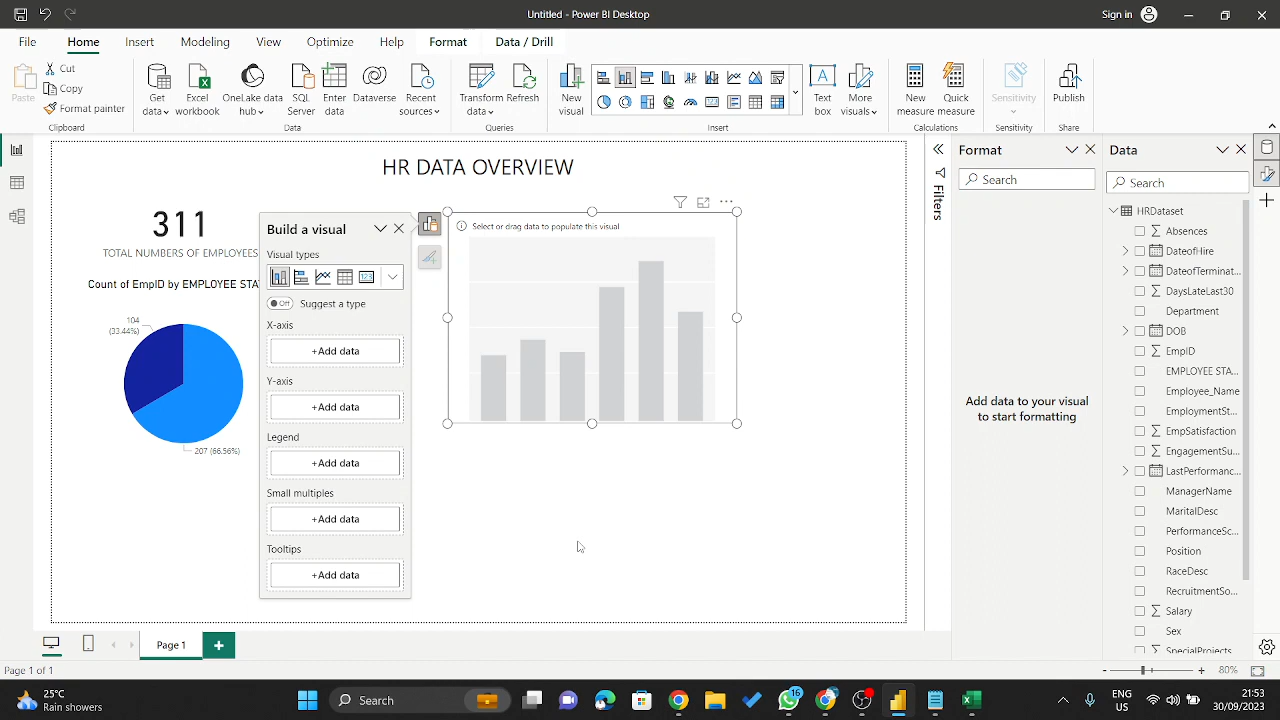 Untitled - Power BI Desktop
Sign in
File
Home
Insert
Modeling
View
Optimize
Help
Format
Data / Drill
Paste
Cut
Copy
Format painter
Clipboard
Get data
Excel workbook
OneLake data hub
SQL Server
Enter data
Dataverse
Recent sources
Data
Transform data
Refresh
Queries
New visual
Text box
More visuals
Insert
New measure
Quick measure
Calculations
Sensitivity
Sensitivity
Publish
Share
HR DATA OVERVIEW
311
TOTAL NUMBERS OF EMPLOYEES
Count of EmpID by EMPLOYEE STA
104
(33.44%)
207 (66.56%)
Build a visual
Visual types
123
Off
Suggest a type
X-axis
+Add data
Y-axis
+Add data
Legend
+Add data
Small multiples
+Add data
Tooltips
+Add data
Select or drag data to populate this visual
Filters
Format
Search
Add data to your visual
to start formatting
Data
Search
HRDataset
Absences
DateofHire
DateofTerminat...
DaysLateLast30
Department
DOB
EmpID
EMPLOYEE STA...
Employee_Name
EmploymentSt...
EmpSatisfaction
EngagementSu...
LastPerformanc...
ManagerName
MaritalDesc
PerformanceSc...
Position
RaceDesc
RecruitmentSo...
Salary
Sex
SpecialProjects
Page 1
Page 1 of 1
80%
25°C
Rain showers
Search
16
ENG
US
21:53
30/09/2023